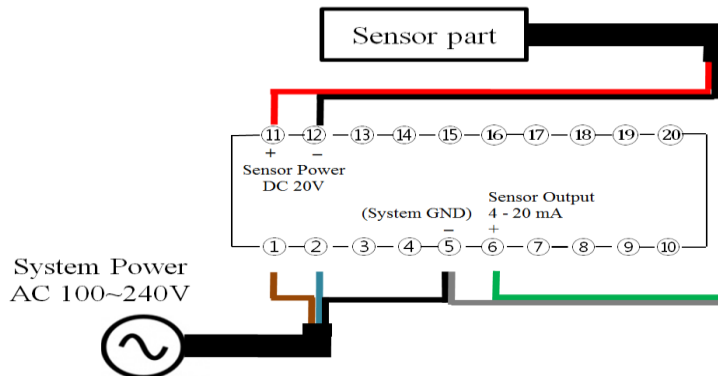 Sensor part
11 12 13 14 15 16 17 18 19 20
+ −
Sensor Power
DC 20V
Sensor Output
(System GND) 4 - 20 mA
− +
1 2 3 4 5 6 7 8 9 10
System Power
AC 100~240V